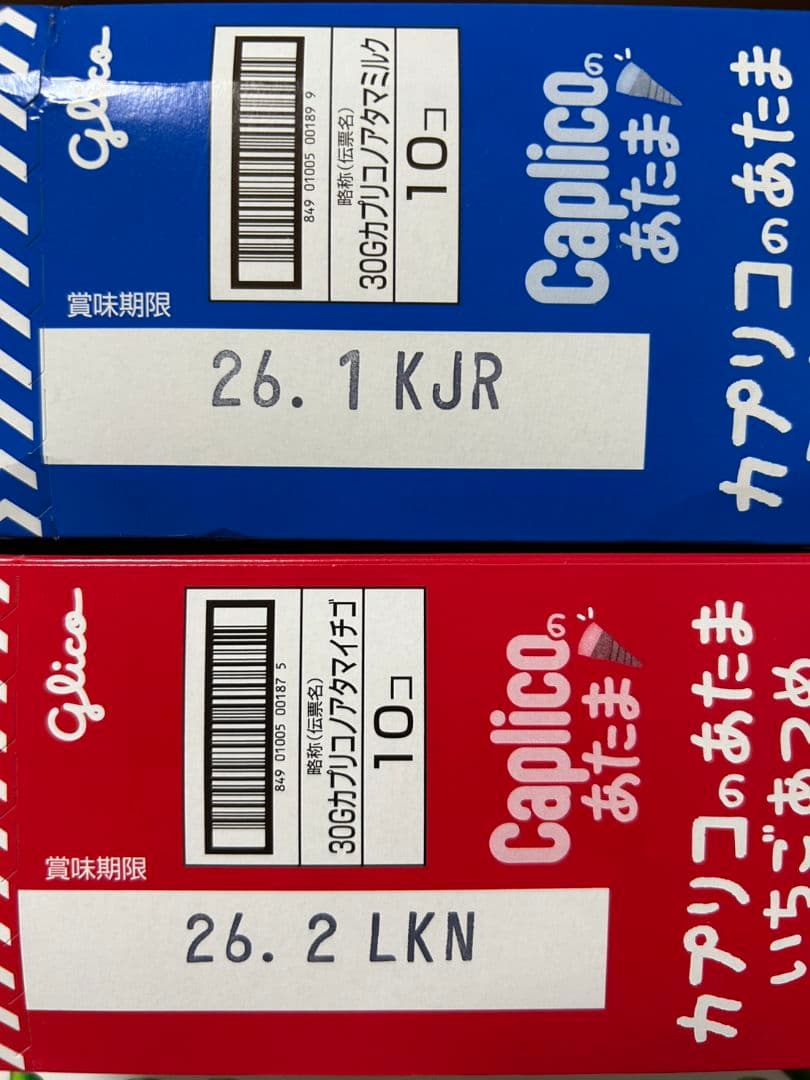 Glico
849 01005 00189 9
略称(伝票名)
30Gカプリコノアタマミルク
10コ
Caplicoの
あたま
カプリコのあたま
賞味期限
26. 1 KJR
Glico
849 01005 00187 5
略称(伝票名)
30Gカプリコノアタマイチゴ
10コ
Caplicoの
あたま
カプリコのあたま
いちごあつめ
賞味期限
26. 2 LKN